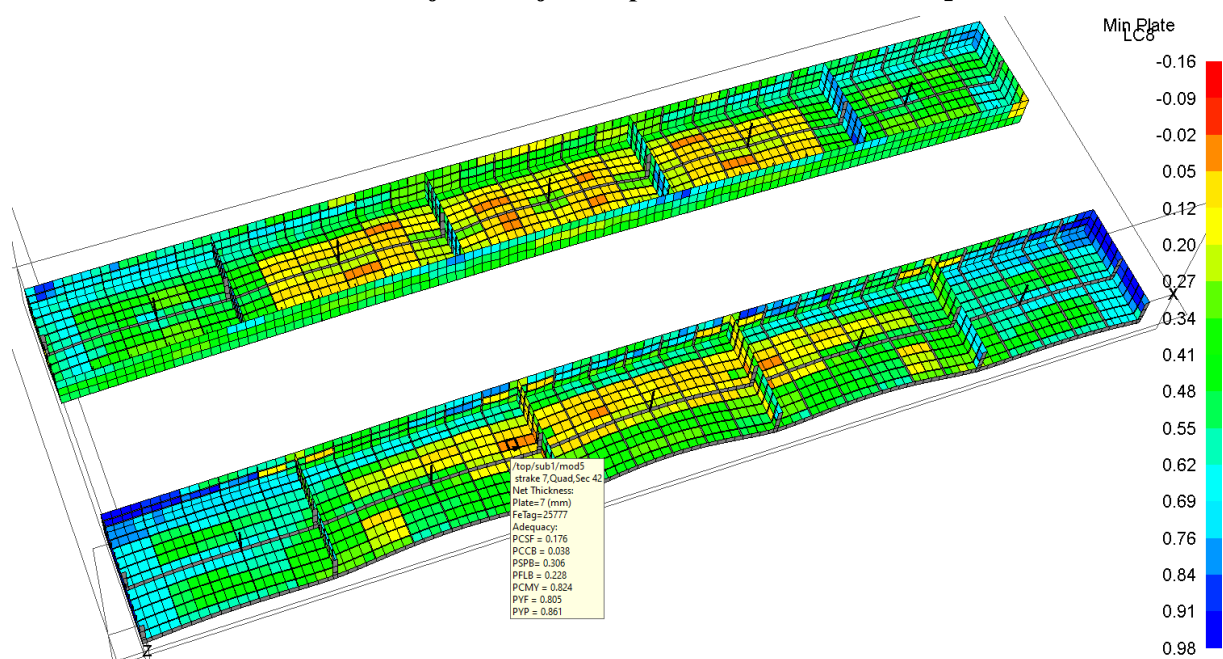 Min Plate
LC8
-0.16
-0.09
-0.02
0.05
0.12
0.20
0.27
0.34
0.41
0.48
0.55
0.62
0.69
0.76
0.84
0.91
0.98
X
/top/sub1/mod5
strake 7,Quad,Sec 42
Net Thickness:
Plate=7 (mm)
FeTag=25777
Adequacy:
PCSF = 0.176
PCCB = 0.038
PSPB= 0.306
PFLB = 0.228
PCMY = 0.824
PYF = 0.805
PYP = 0.861
Z